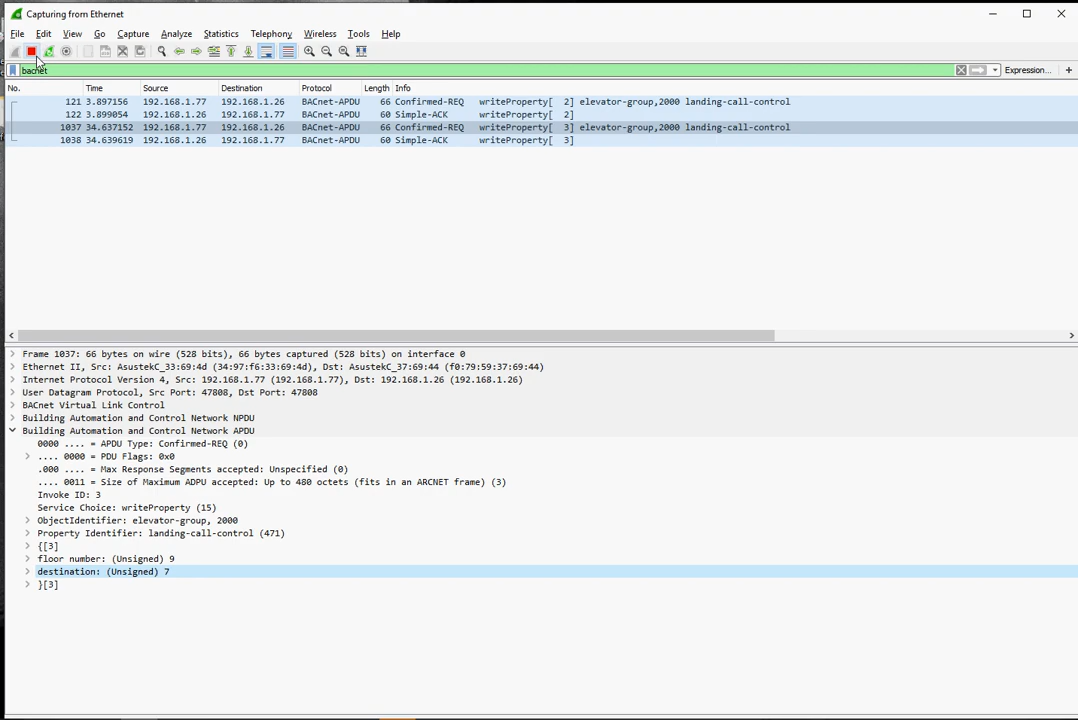 Capturing from Ethernet
File Edit View Go Capture Analyze Statistics Telephony Wireless Tools Help
bacnet Expression... +
No. Time Source Destination Protocol Length Info
121 3.897156 192.168.1.77 192.168.1.26 BACnet-APDU 66 Confirmed-REQ writeProperty[ 2] elevator-group,2000 landing-call-control
122 3.899054 192.168.1.26 192.168.1.77 BACnet-APDU 60 Simple-ACK writeProperty[ 2]
1037 34.637152 192.168.1.77 192.168.1.26 BACnet-APDU 66 Confirmed-REQ writeProperty[ 3] elevator-group,2000 landing-call-control
1038 34.639619 192.168.1.26 192.168.1.77 BACnet-APDU 60 Simple-ACK writeProperty[ 3]
Frame 1037: 66 bytes on wire (528 bits), 66 bytes captured (528 bits) on interface 0
Ethernet II, Src: AsustekC_33:69:4d (34:97:f6:33:69:4d), Dst: AsustekC_37:69:44 (f0:79:59:37:69:44)
Internet Protocol Version 4, Src: 192.168.1.77 (192.168.1.77), Dst: 192.168.1.26 (192.168.1.26)
User Datagram Protocol, Src Port: 47808, Dst Port: 47808
BACnet Virtual Link Control
Building Automation and Control Network NPDU
Building Automation and Control Network APDU
0000 .... = APDU Type: Confirmed-REQ (0)
.... 0000 = PDU Flags: 0x0
.000 .... = Max Response Segments accepted: Unspecified (0)
.... 0011 = Size of Maximum ADPU accepted: Up to 480 octets (fits in an ARCNET frame) (3)
Invoke ID: 3
Service Choice: writeProperty (15)
ObjectIdentifier: elevator-group, 2000
Property Identifier: landing-call-control (471)
{[3]
floor number: (Unsigned) 9
destination: (Unsigned) 7
}[3]